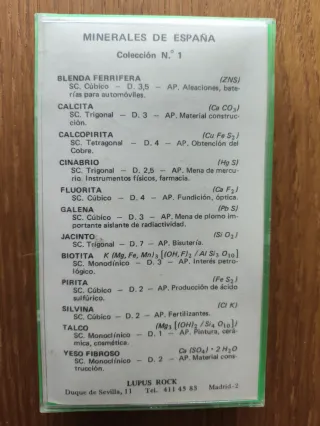 MINERALES DE ESPAÑA
Colección N.º 1
BLENDA FERRIFERA (ZNS)
SC. Cúbico — D. 3,5 — AP. Aleaciones, bate-
rías para automóviles.
CALCITA (Ca CO3)
SC. Trigonal — D. 3 — AP. Material construc-
ción.
CALCOPIRITA (Cu Fe S2)
SC. Tetragonal — D. 4 — AP. Obtención del
Cobre.
CINABRIO (Hg S)
SC. Trigonal — D. 2,5 — AP. Mena de mercu-
rio. Instrumentos físicos, farmacia.
FLUORITA (Ca F2)
SC. Cúbico — D. 4 — AP. Fundición, óptica.
GALENA (Pb S)
SC. Cúbico — D. 3 — AP. Mena de plomo im-
portante aislante de radiactividad.
JACINTO: (Si O3)
SC. Trigonal — D. 7 — AP. Bisutería.
BIOTITA K (Mg, Fe, Mn)3 [(OH,F)2 / Al Si3 O10]
SC. Monoclínico — D. 3 — AP. Interés petro-
lógico.
PIRITA (Fe S2)
SC. Cúbico — D. 2 — AP. Producción de ácido
sulfúrico.
SILVINA (Cl K)
SC. Cúbico — D. 2 — AP. Fertilizantes.
TALCO (Mg3 [(OH)2 / Si4 O10])
SC. Monoclínico — D. 1 — AP. Pintura, cerá-
mica, cosmética.
YESO FIBROSO Ca (SO4) · 2 H2O
SC. Monoclínico — D. 2 — AP. Material cons-
trucción.
LUPUS ROCK
Duque de Sevilla, 11 Tel. 411 45 83 Madrid-2